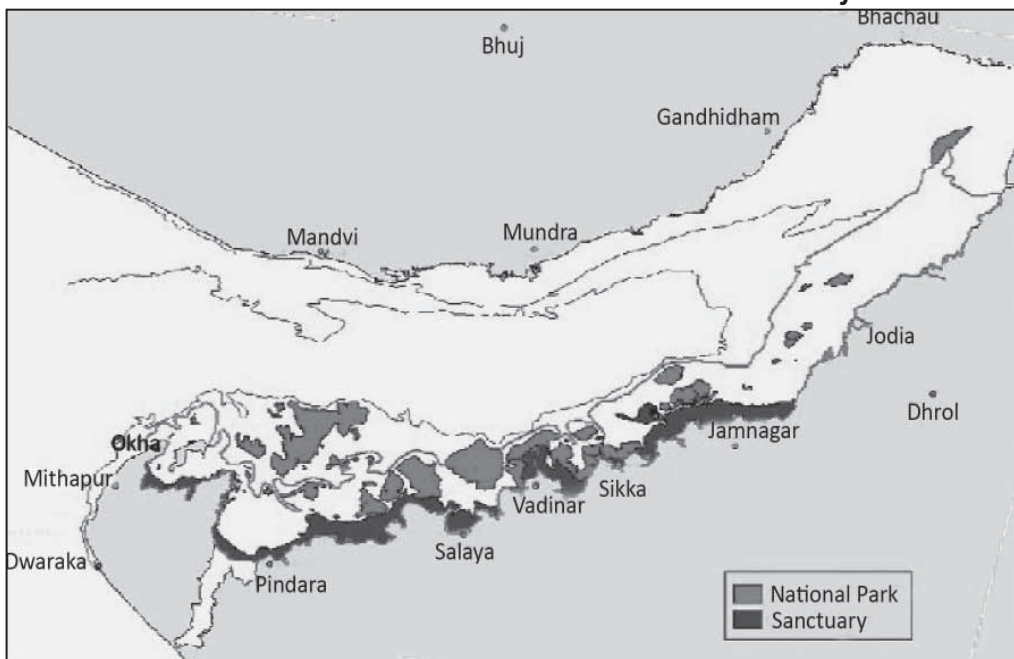 Bhachau
Bhuj
Gandhidham
Mandvi
Mundra
Jodia
Dhrol
Okha
Jamnagar
Mithapur
Vadinar
Sikka
Salaya
Dwaraka
Pindara
National Park
Sanctuary